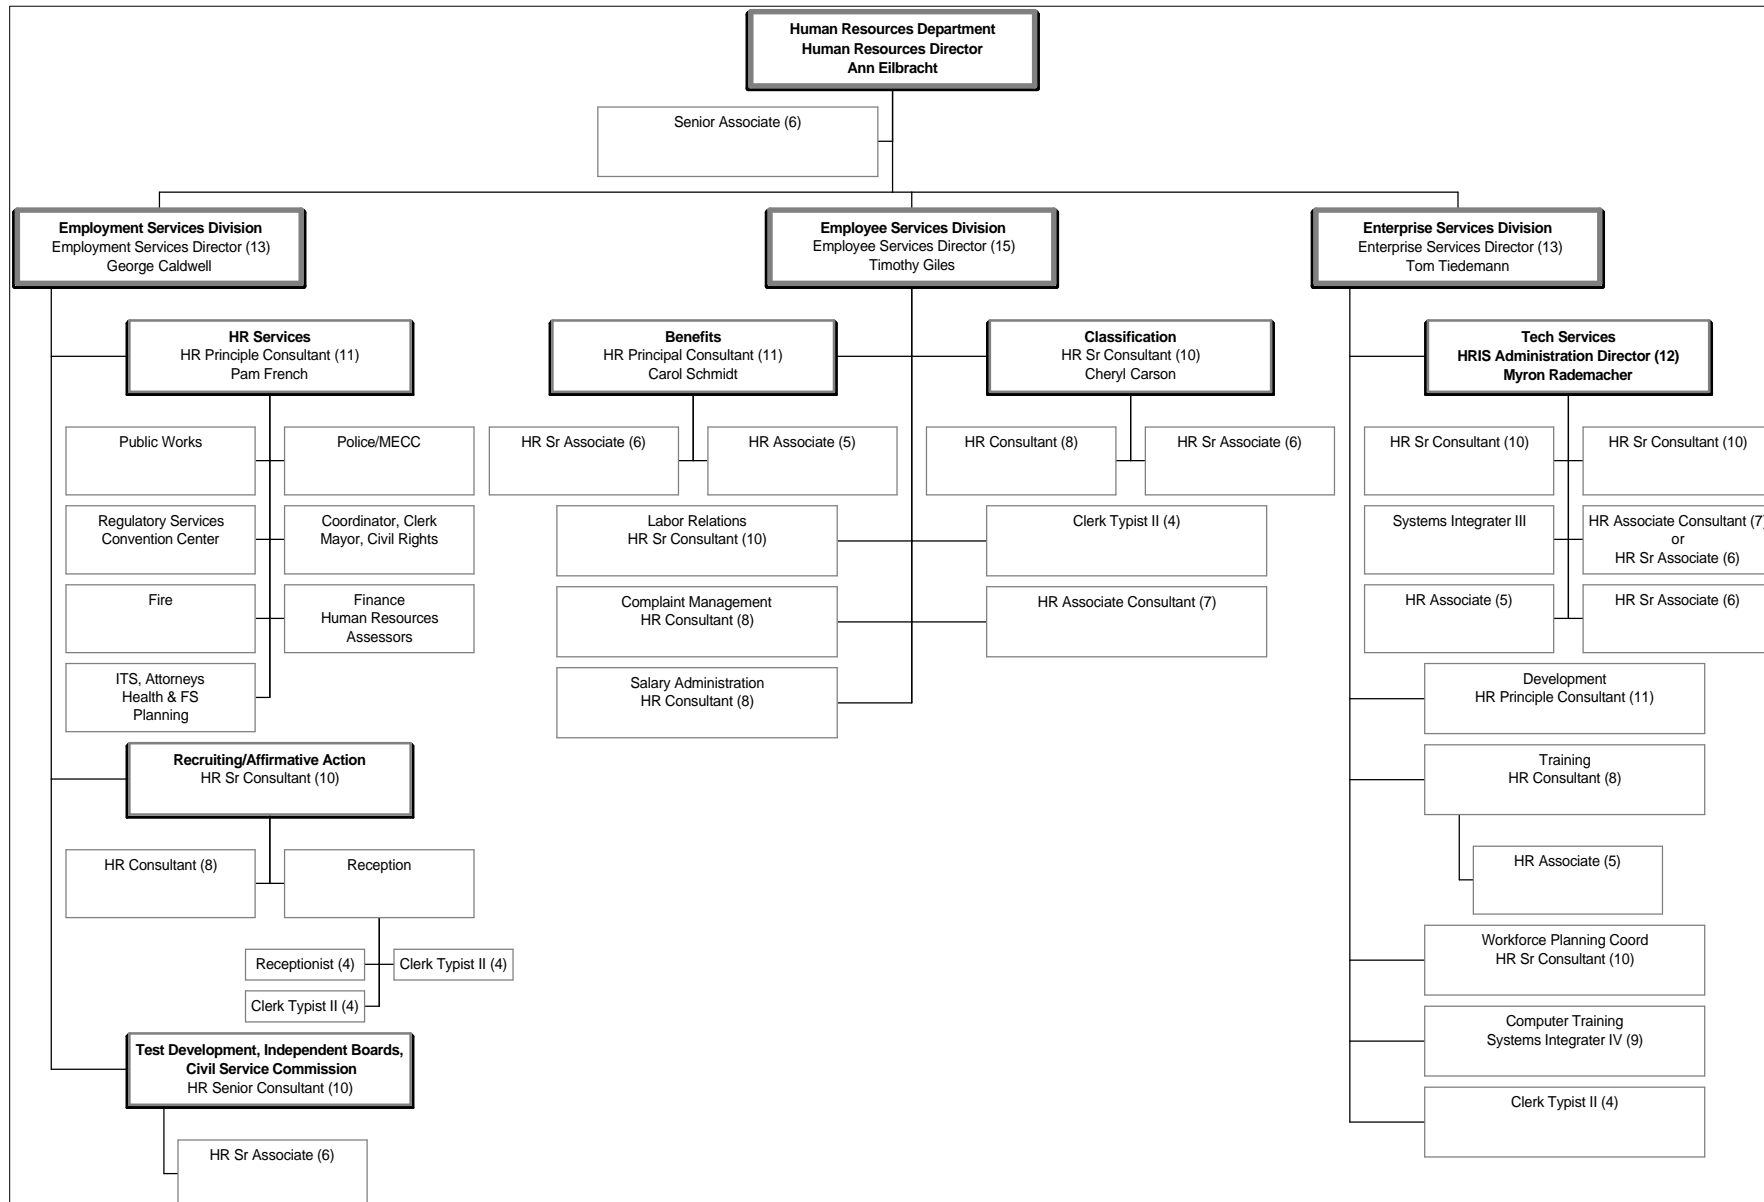 Human Resources Department
Human Resources Director
Ann Eilbracht
Senior Associate (6)
Employment Services Division
Employment Services Director (13)
George Caldwell
Employee Services Division
Employee Services Director (15)
Timothy Giles
Enterprise Services Division
Enterprise Services Director (13)
Tom Tiedemann
HR Services
HR Principle Consultant (11)
Pam French
Public Works
Police/MECC
Regulatory Services
Convention Center
Coordinator, Clerk
Mayor, Civil Rights
Fire
Finance
Human Resources
Assessors
ITS, Attorneys
Health & FS
Planning
Recruiting/Affirmative Action
HR Sr Consultant (10)
HR Consultant (8)
Reception
Receptionist (4)
Clerk Typist II (4)
Clerk Typist II (4)
Test Development, Independent Boards,
Civil Service Commission
HR Senior Consultant (10)
HR Sr Associate (6)
Benefits
HR Principal Consultant (11)
Carol Schmidt
HR Sr Associate (6)
HR Associate (5)
Classification
HR Sr Consultant (10)
Cheryl Carson
HR Consultant (8)
HR Sr Associate (6)
Labor Relations
HR Sr Consultant (10)
Clerk Typist II (4)
Complaint Management
HR Consultant (8)
HR Associate Consultant (7)
Salary Administration
HR Consultant (8)
Tech Services
HRIS Administration Director (12)
Myron Rademacher
HR Sr Consultant (10)
HR Sr Consultant (10)
Systems Integrater III
HR Associate Consultant (7)
or
HR Sr Associate (6)
HR Associate (5)
HR Sr Associate (6)
Development
HR Principle Consultant (11)
Training
HR Consultant (8)
HR Associate (5)
Workforce Planning Coord
HR Sr Consultant (10)
Computer Training
Systems Integrater IV (9)
Clerk Typist II (4)